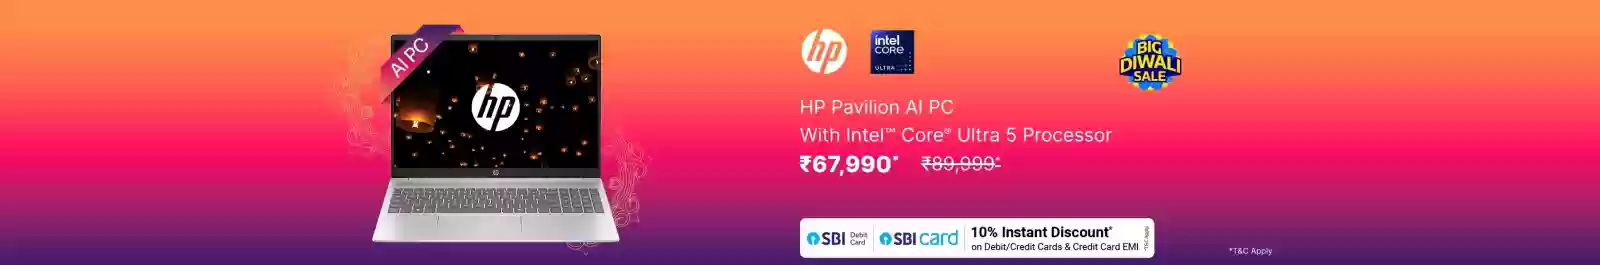 AI PC
hp
hp
intel
CORE
ULTRA
BIG
DIWALI
SALE
HP Pavilion AI PC
With Intel™ Core® Ultra 5 Processor
₹67,990* ₹89,999*
SBI Debit Card
SBI card
10% Instant Discount*
on Debit/Credit Cards & Credit Card EMI
*T&C Apply
*T&C Apply